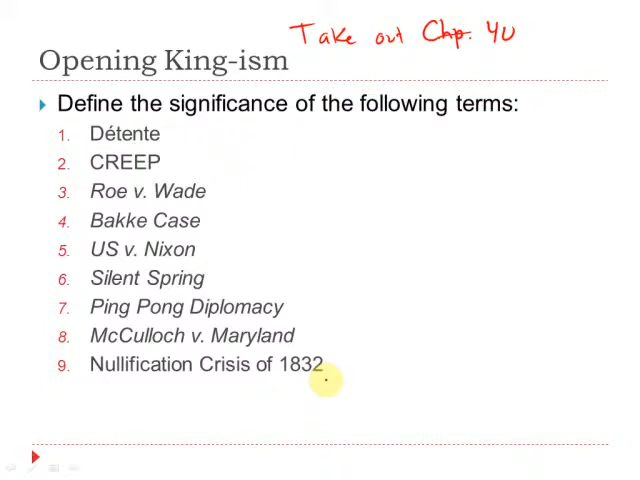 Take out Chp. 40
Opening King-ism
Define the significance of the following terms:
1. Détente
2. CREEP
3. Roe v. Wade
4. Bakke Case
5. US v. Nixon
6. Silent Spring
7. Ping Pong Diplomacy
8. McCulloch v. Maryland
9. Nullification Crisis of 1832